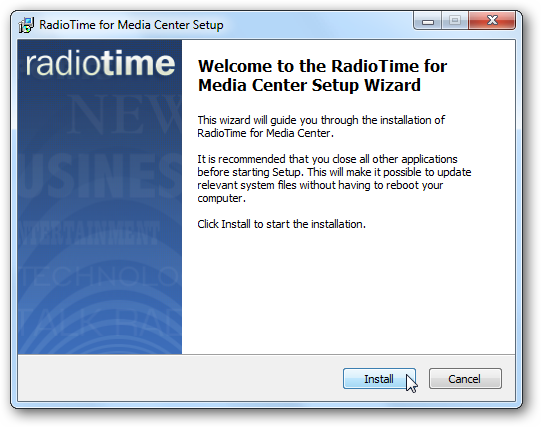 RadioTime for Media Center Setup
radiotime
Welcome to the RadioTime for
Media Center Setup Wizard
This wizard will guide you through the installation of
RadioTime for Media Center.
It is recommended that you close all other applications
before starting Setup. This will make it possible to update
relevant system files without having to reboot your
computer.
Click Install to start the installation.
NEW
USINESS
NTERTAINMENT
TECHNOLO
TALK RAD
Install
Cancel